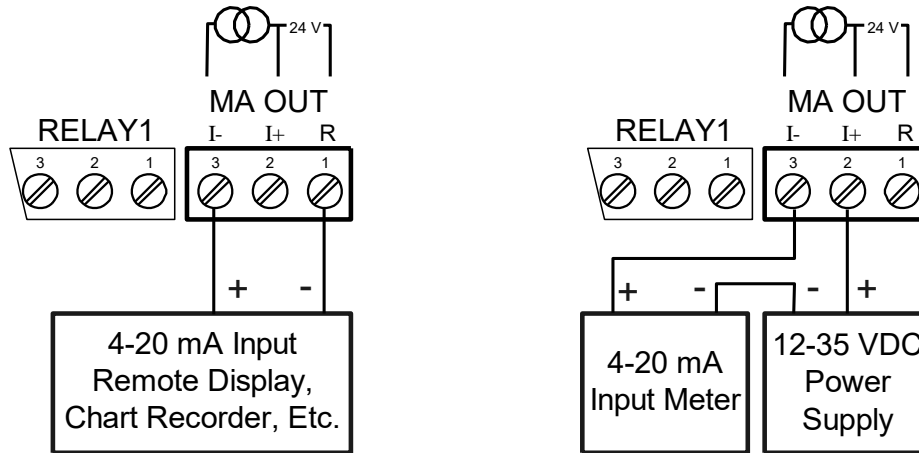 24 V
MA OUT
RELAY1
I- I+ R
3 2 1 3 2 1
+ -
4-20 mA Input
Remote Display,
Chart Recorder, Etc.
24 V
MA OUT
RELAY1
I- I+ R
3 2 1 3 2 1
+ - - +
4-20 mA
Input Meter
12-35 VDC
Power
Supply